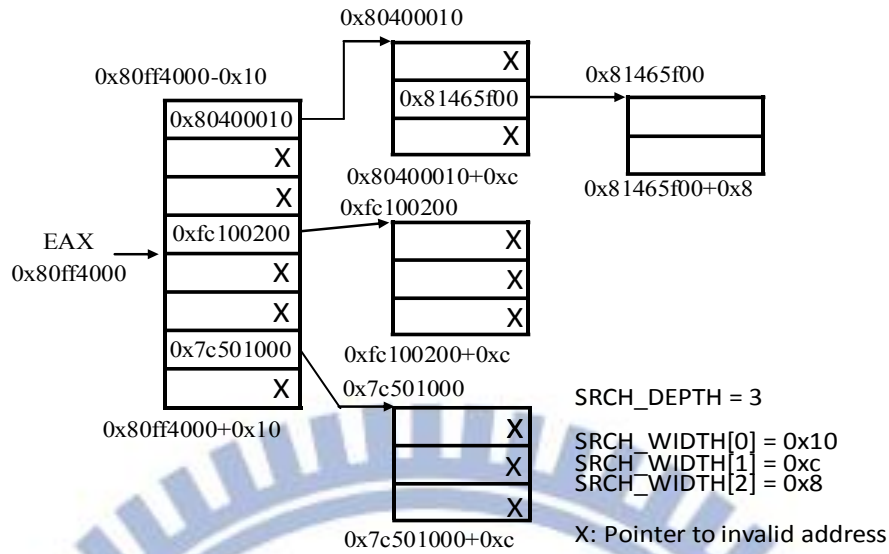 0x80400010
0x80ff4000-0x10
0x81465f00
X
0x80400010
0x81465f00
X
X
X
0x80400010+0xc
0x81465f00+0x8
0xfc100200
0xfc100200
X
EAX
0x80ff4000
X
X
X
X
0x7c501000
X
0xfc100200+0xc
X
0x7c501000
0x80ff4000+0x10
X
X
X
0x7c501000+0xc
SRCH_DEPTH = 3
SRCH_WIDTH[0] = 0x10
SRCH_WIDTH[1] = 0xc
SRCH_WIDTH[2] = 0x8
X: Pointer to invalid address